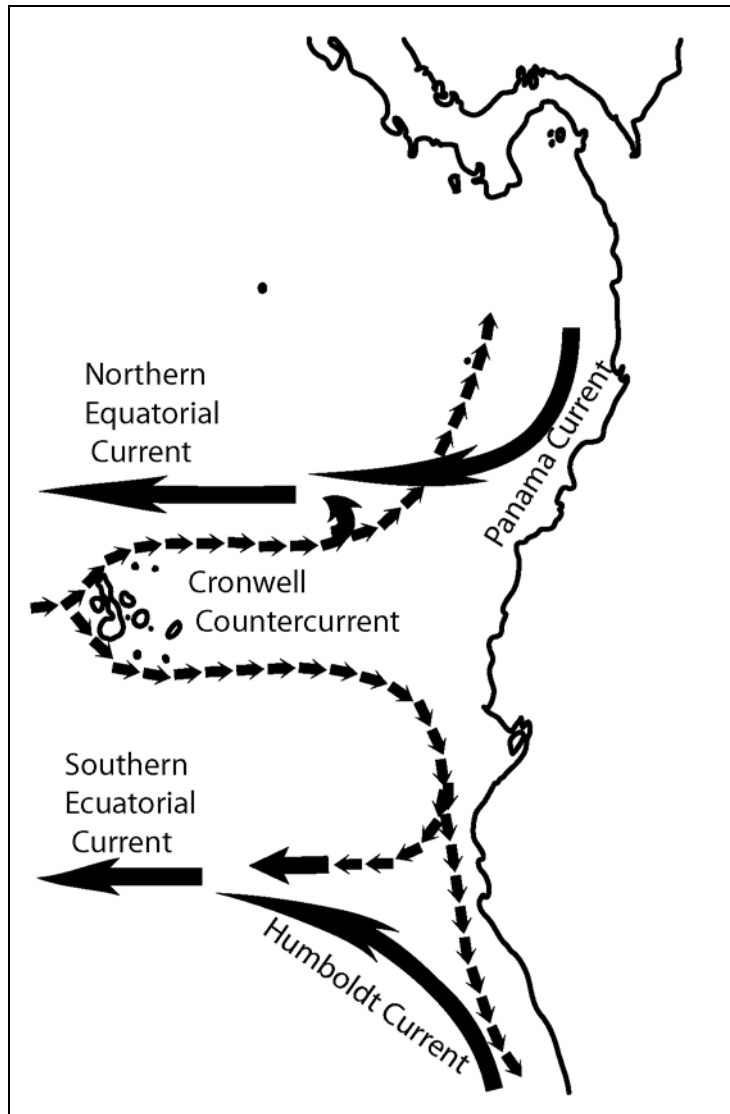 Northern
Equatorial
Current
Panama Current
Cronwell
Countercurrent
Southern
Ecuatorial
Current
Humboldt Current